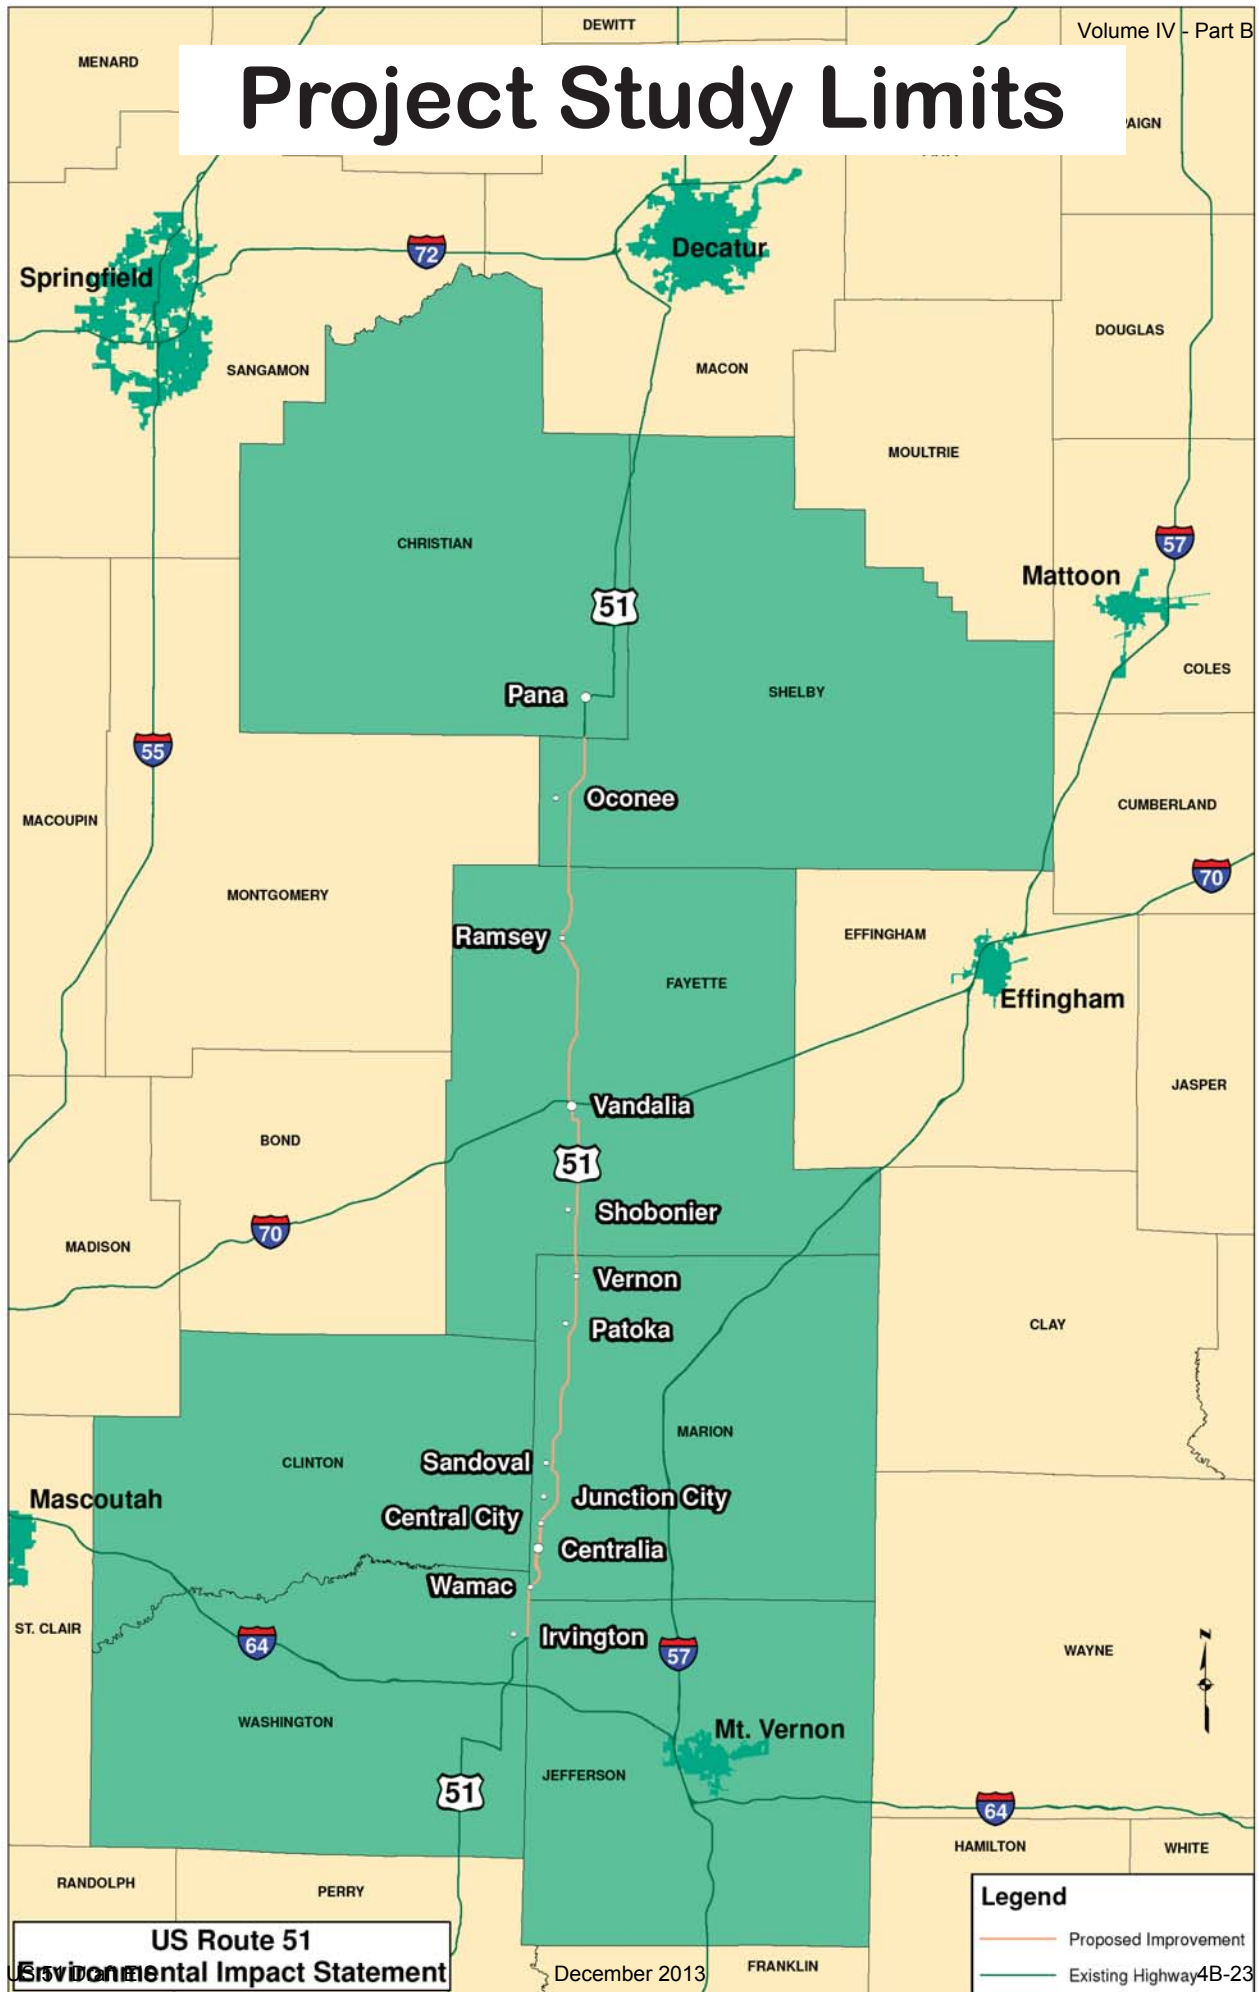 DEWITT
Volume IV - Part B
MENARD
Project Study Limits
AIGN
Decatur
72
Springfield
DOUGLAS
SANGAMON
MACON
MOULTRIE
CHRISTIAN
57
Mattoon
51
COLES
Pana
SHELBY
55
Oconee
CUMBERLAND
MACOUPIN
70
MONTGOMERY
Ramsey
EFFINGHAM
FAYETTE
Effingham
JASPER
Vandalia
BOND
51
Shobonier
70
MADISON
Vernon
Patoka
CLAY
MARION
Sandoval
CLINTON
Mascoutah
Junction City
Central City
Centralia
Wamac
ST. CLAIR
Irvington
64
57
N
WAYNE
WASHINGTON
Mt. Vernon
JEFFERSON
51
64
HAMILTON
WHITE
RANDOLPH
PERRY
Legend
Proposed Improvement
Existing Highway
US Route 51
Environmental Impact Statement
US 51 Draft EIS
December 2013
FRANKLIN
4B-23